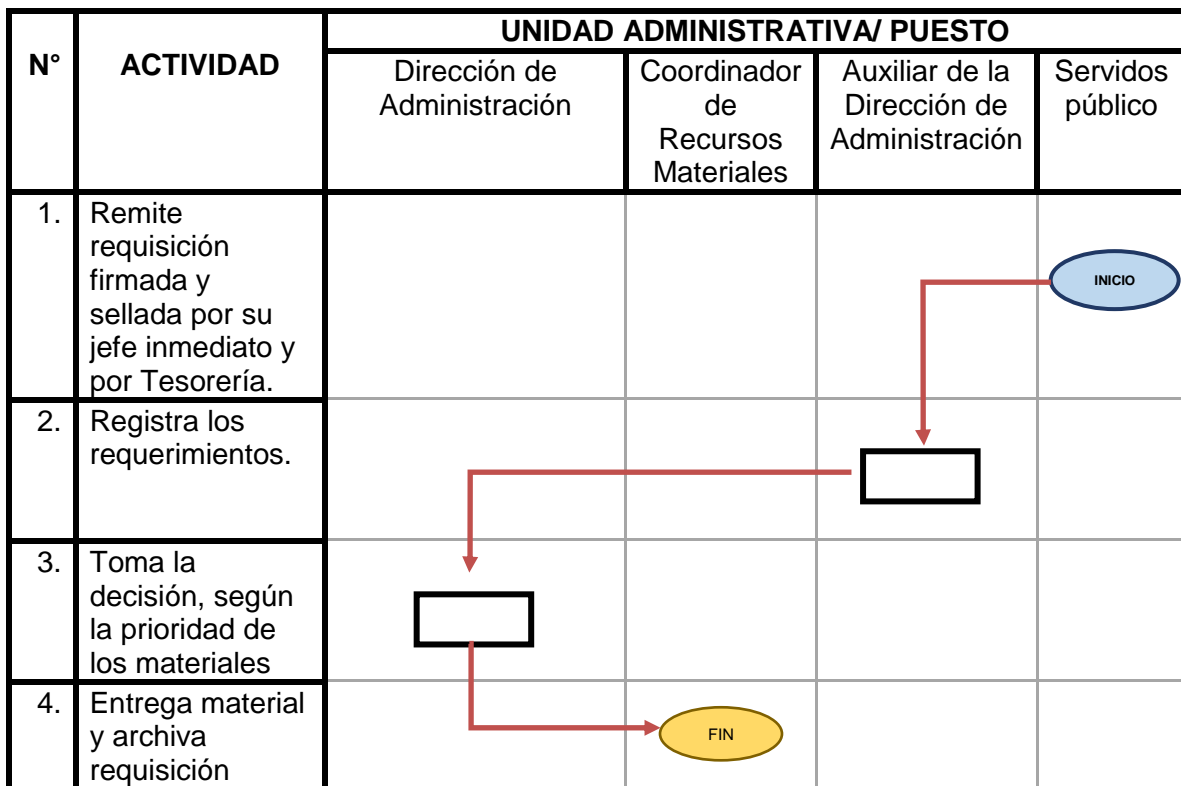 UNIDAD ADMINISTRATIVA/ PUESTO
N°
ACTIVIDAD
Dirección de
Administración
Coordinador
de
Recursos
Materiales
Auxiliar de la
Dirección de
Administración
Servidos
público
1.
Remite
requisición
firmada y
sellada por su
jefe inmediato y
por Tesorería.
INICIO
2.
Registra los
requerimientos.
3.
Toma la
decisión, según
la prioridad de
los materiales
4.
Entrega material
y archiva
requisición
FIN